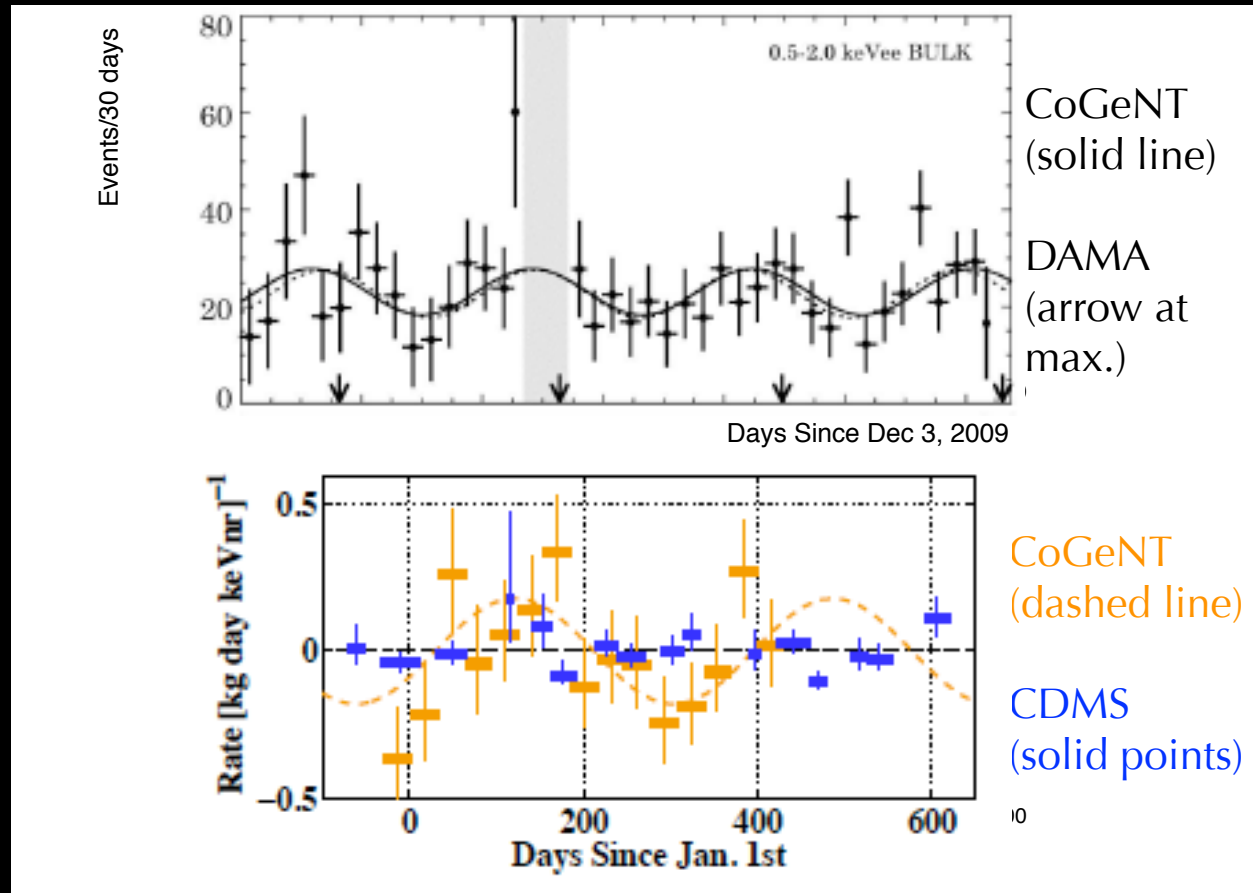 Events/30 days
80
60
40
20
0
0.5-2.0 keVee BULK
CoGeNT
(solid line)
DAMA
(arrow at
max.)
Days Since Dec 3, 2009
Rate [kg day keVnr]⁻¹
0.5
0
−0.5
0
200
400
600
Days Since Jan. 1st
CoGeNT
(dashed line)
CDMS
(solid points)